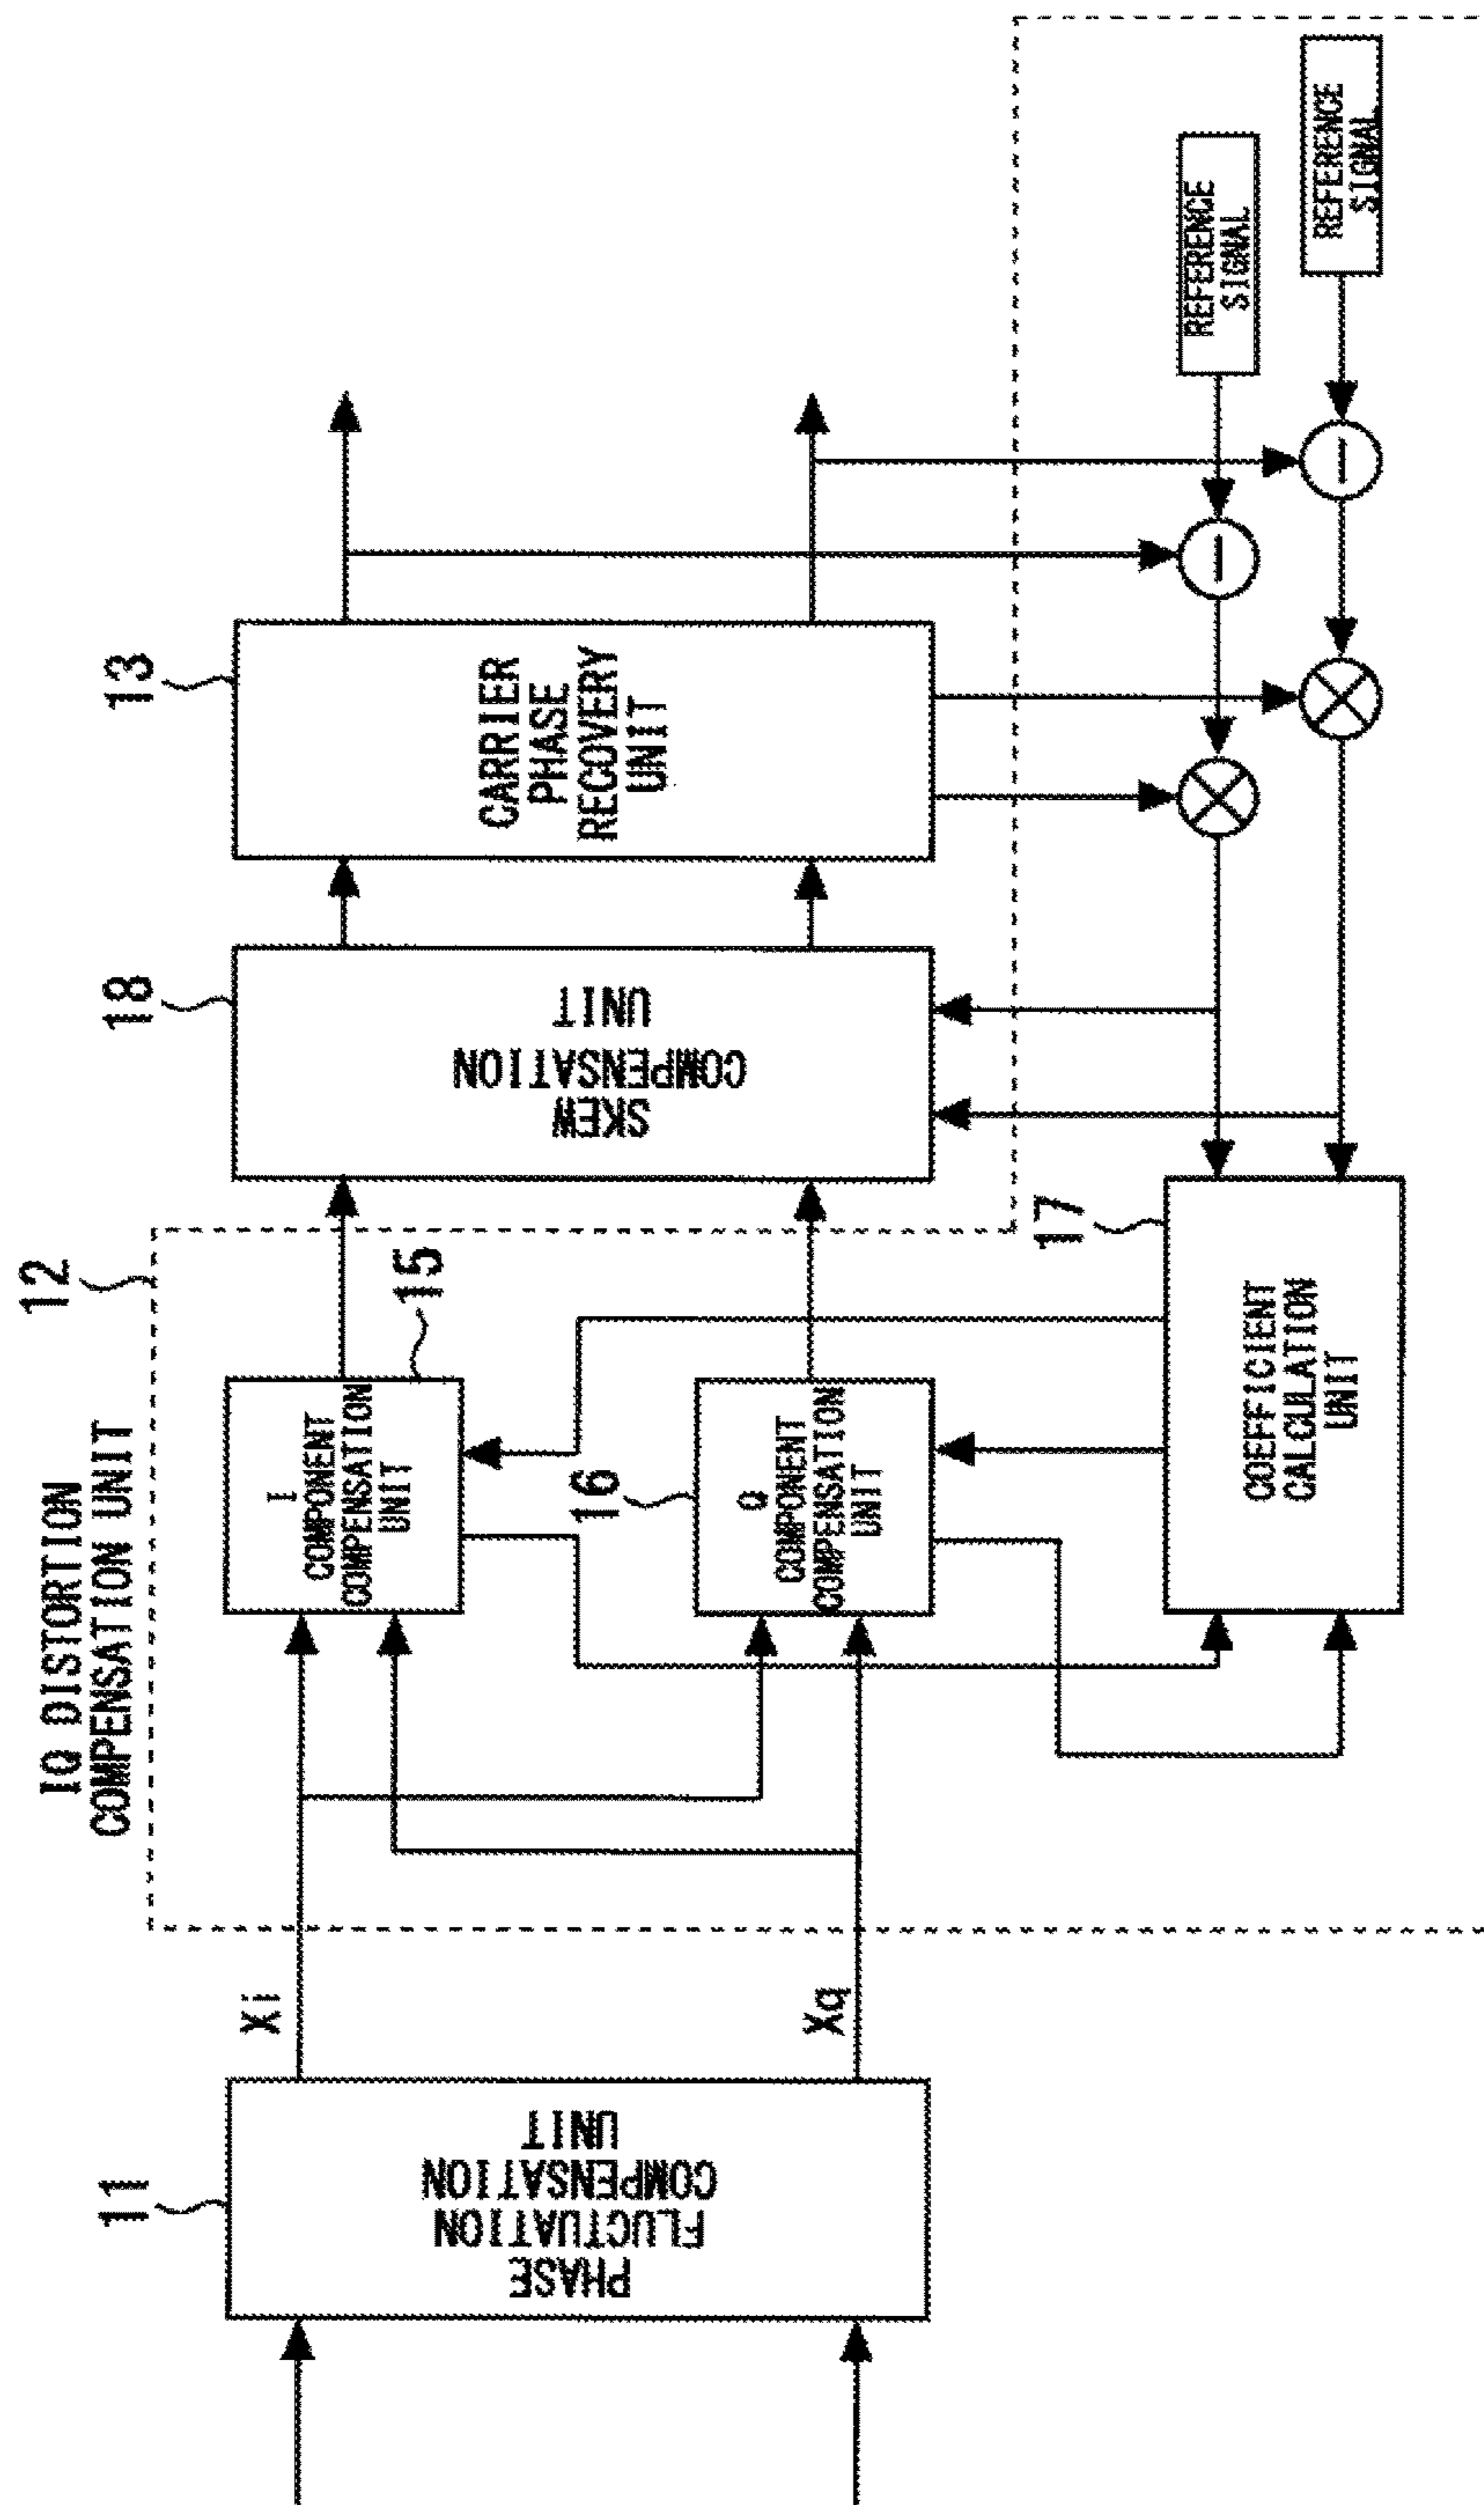 IQ DISTORTION
COMPENSATION UNIT
12
11
PHASE
FLUCTUATION
COMPENSATION
UNIT
Xi
Xq
I
COMPONENT
COMPENSATION
UNIT
15
16
Q
COMPONENT
COMPENSATION
UNIT
17
COEFFICIENT
CALCULATION
UNIT
18
SKEW
COMPENSATION
UNIT
13
CARRIER
PHASE
RECOVERY
UNIT
REFERENCE
SIGNAL
REFERENCE
SIGNAL